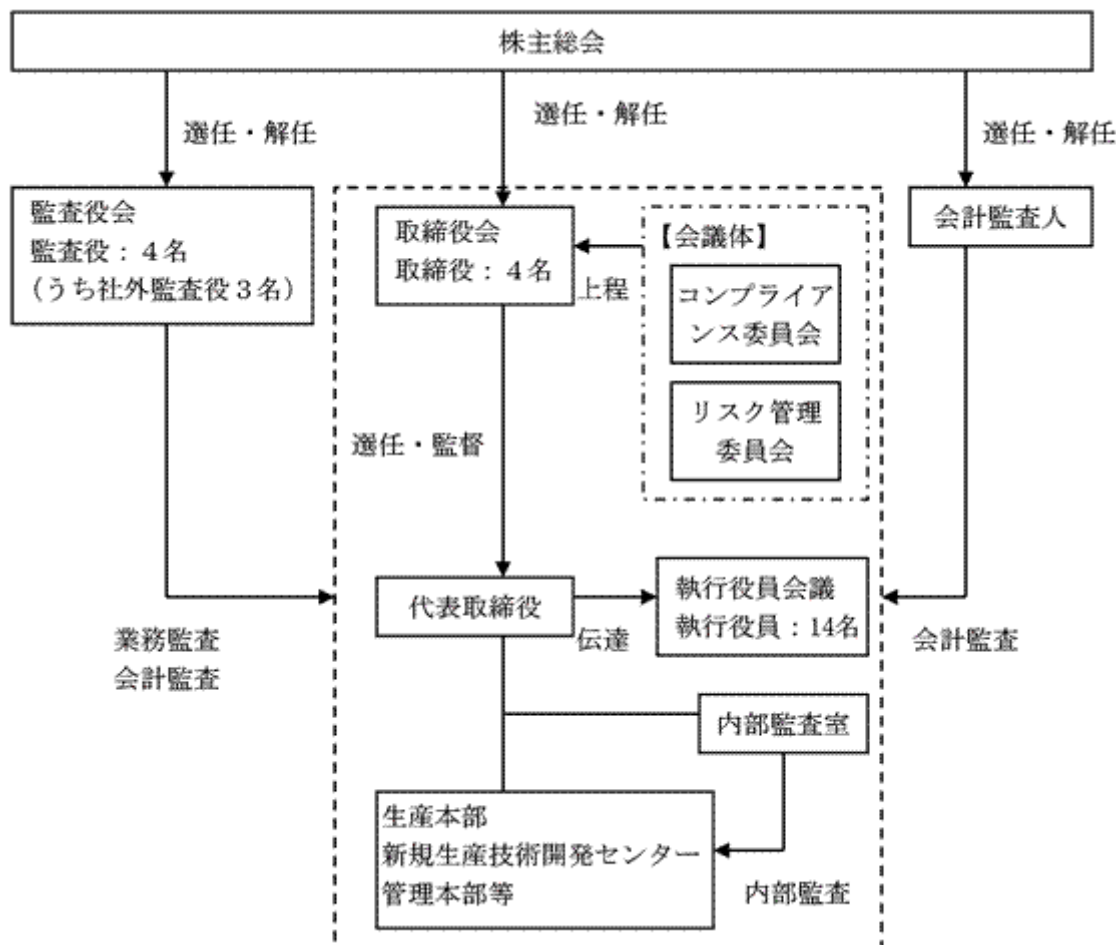 株主総会
選任・解任
選任・解任
選任・解任
監査役会
監査役：４名
（うち社外監査役３名）
取締役会
取締役：４名
上程
【会議体】
コンプライア
ンス委員会
リスク管理
委員会
会計監査人
選任・監督
代表取締役
伝達
執行役員会議
執行役員：14名
業務監査
会計監査
会計監査
内部監査室
生産本部
新規生産技術開発センター
管理本部等
内部監査